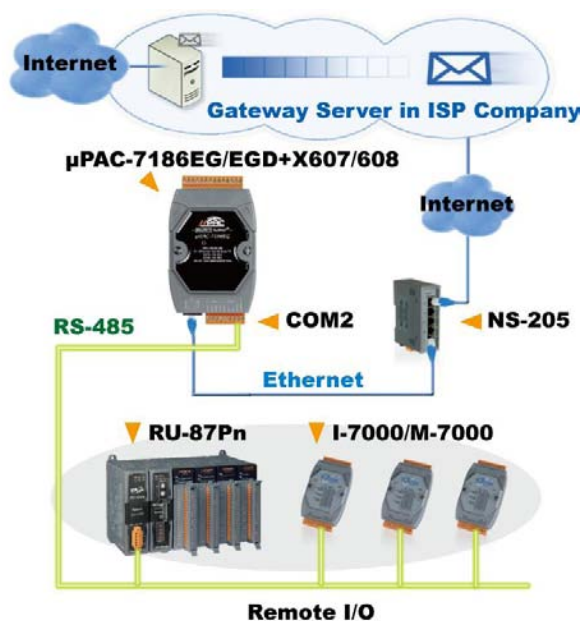 Internet
Gateway Server in ISP Company
µPAC-7186EG/EGD+X607/608
Internet
RS-485
COM2
NS-205
Ethernet
RU-87Pn
I-7000/M-7000
Remote I/O